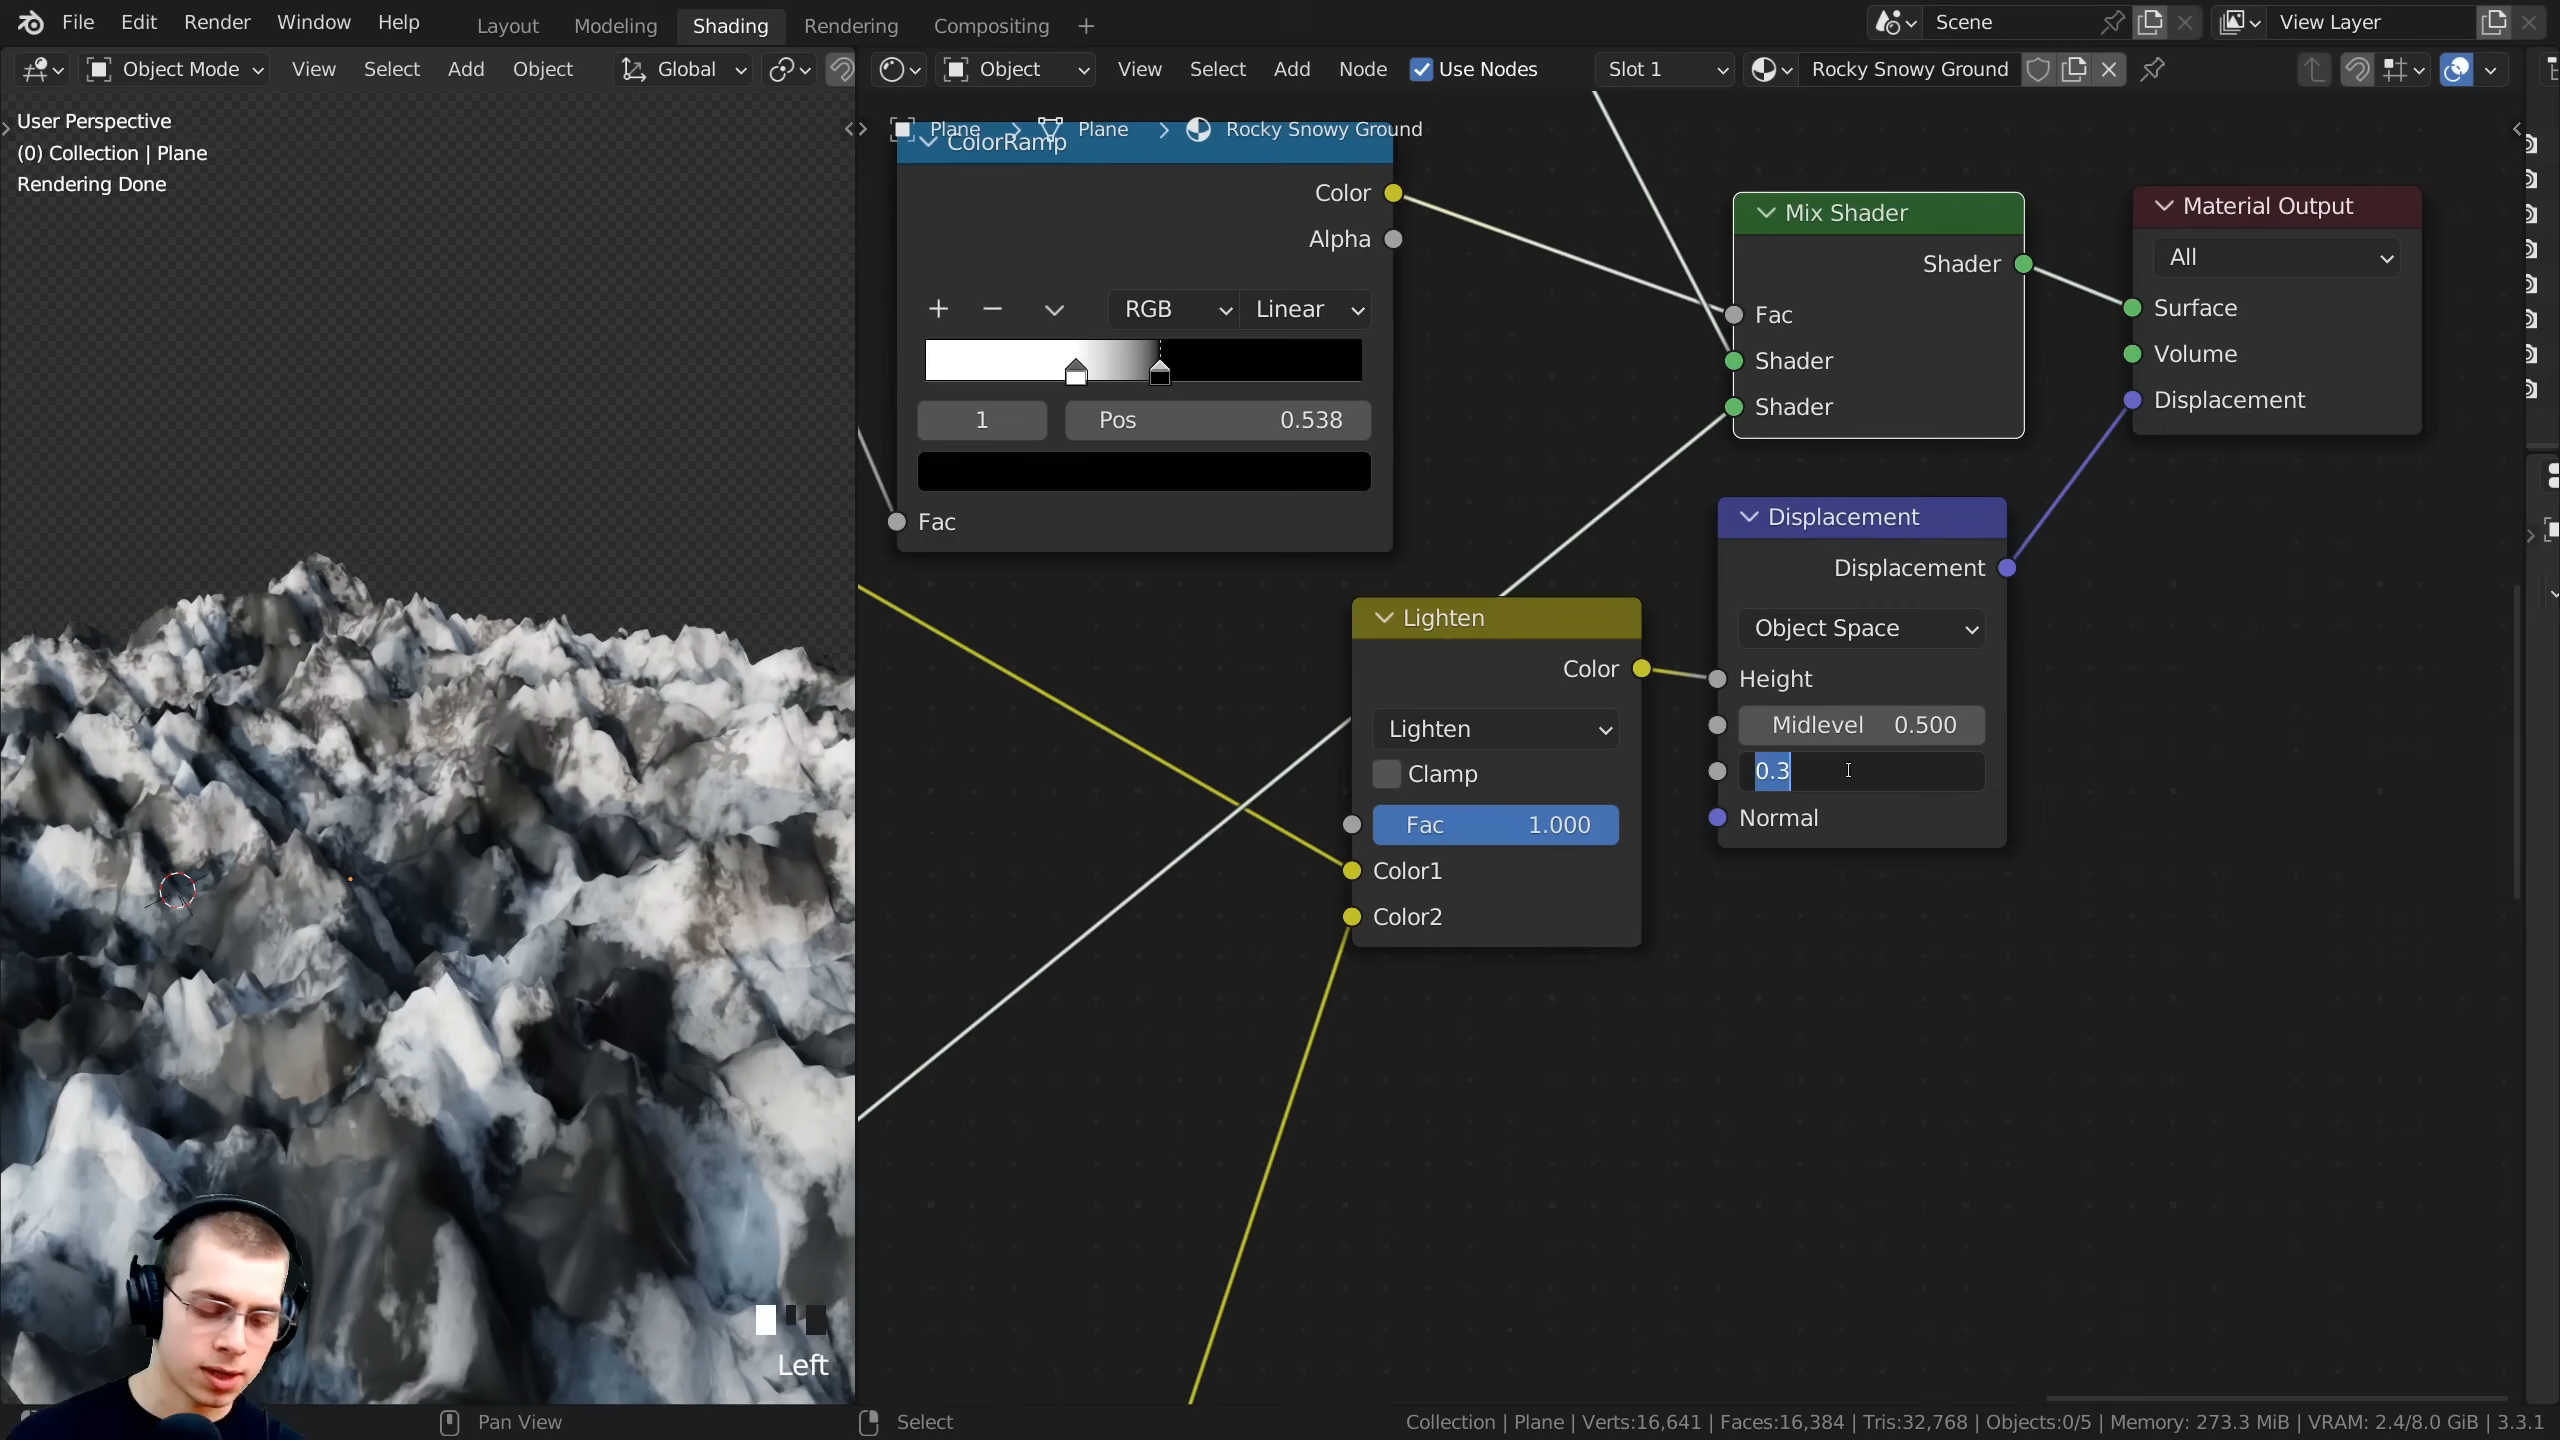 File Edit Render Window Help Layout Modeling Shading Rendering Compositing + Scene View Layer
Object Mode View Select Add Object Global Object View Select Add Node Use Nodes Slot 1 Rocky Snowy Ground
User Perspective
(0) Collection | Plane
Rendering Done
Plane > Plane > Rocky Snowy Ground
ColorRamp
Color
Alpha
RGB Linear
1 Pos 0.538
Fac
Mix Shader
Shader
Fac
Shader
Shader
Material Output
All
Surface
Volume
Displacement
Displacement
Displacement
Object Space
Height
Midlevel 0.500
0.3
Normal
Lighten
Color
Lighten
Clamp
Fac 1.000
Color1
Color2
Left
Pan View Select Collection | Plane | Verts:16,641 | Faces:16,384 | Tris:32,768 | Objects:0/5 | Memory: 273.3 MiB | VRAM: 2.4/8.0 GiB | 3.3.1